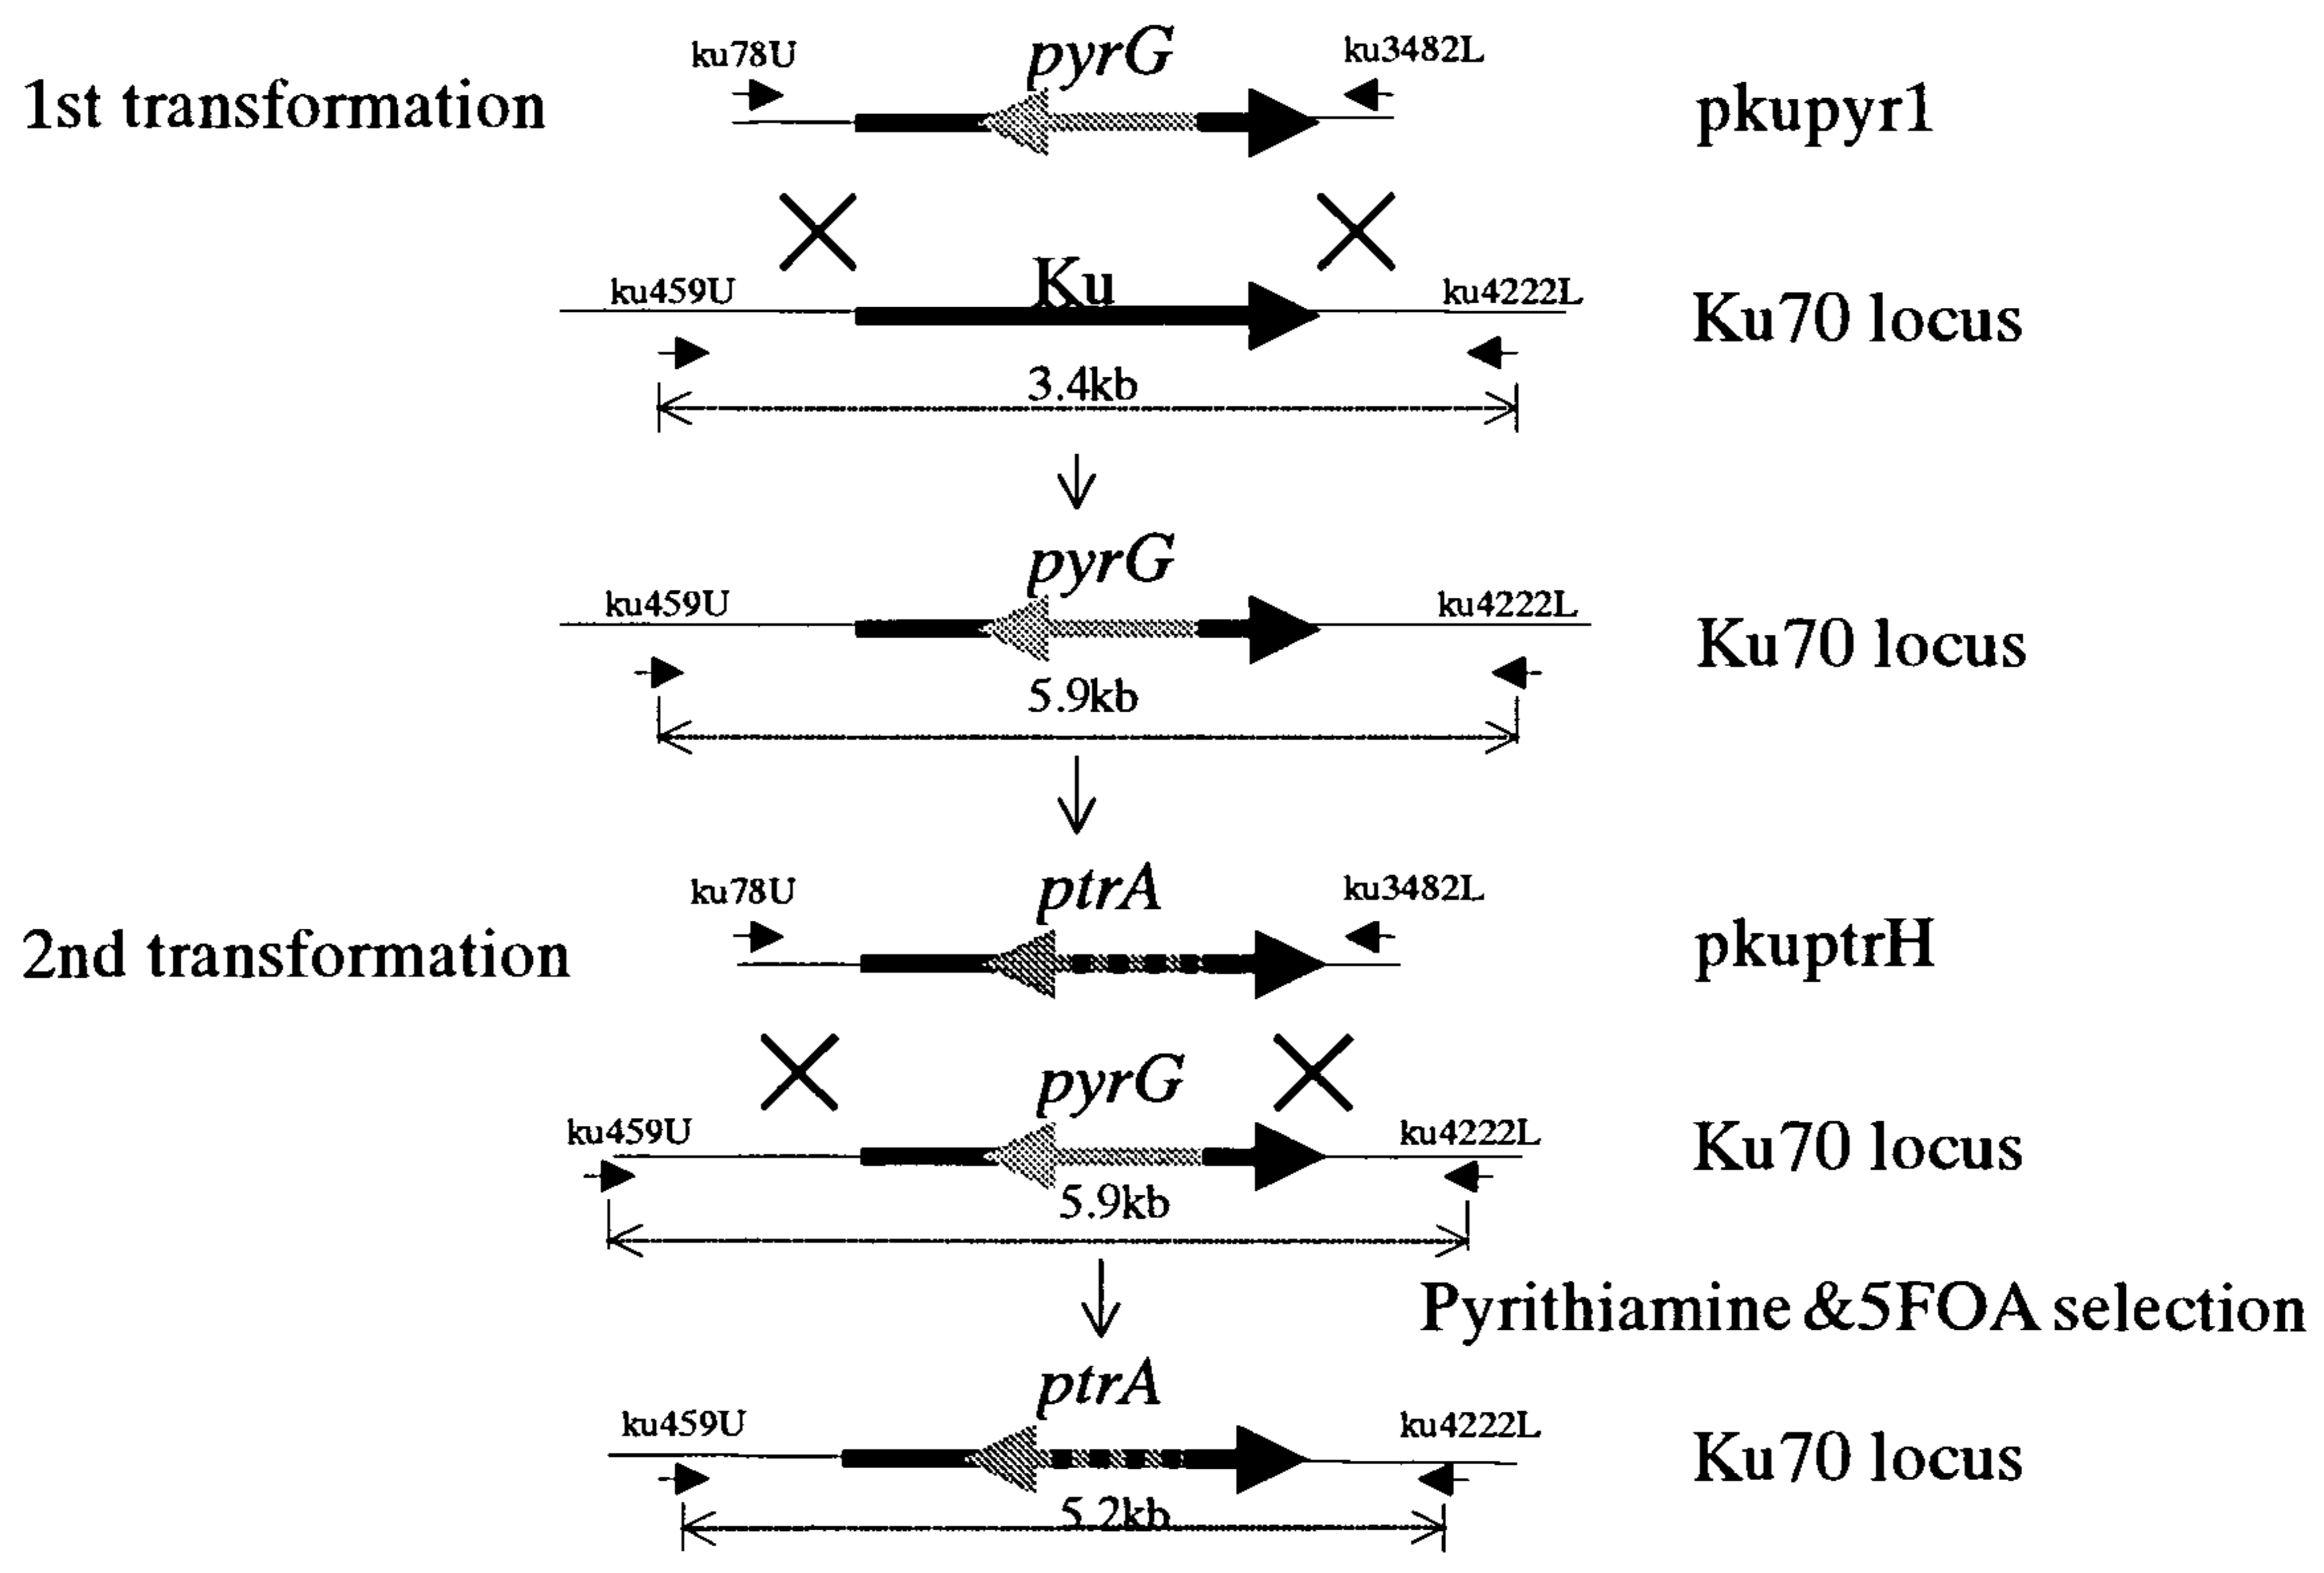 ku78U pyrG ku3482L
1st transformation pkupyr1
Ku
ku459U ku4222L Ku70 locus
3.4kb
pyrG
ku459U ku4222L Ku70 locus
5.9kb
ptrA
ku78U ku3482L
2nd transformation pkuptrH
pyrG
ku459U ku4222L Ku70 locus
5.9kb
Pyrithiamine &5FOA selection
ptrA
ku459U ku4222L Ku70 locus
5.2kb